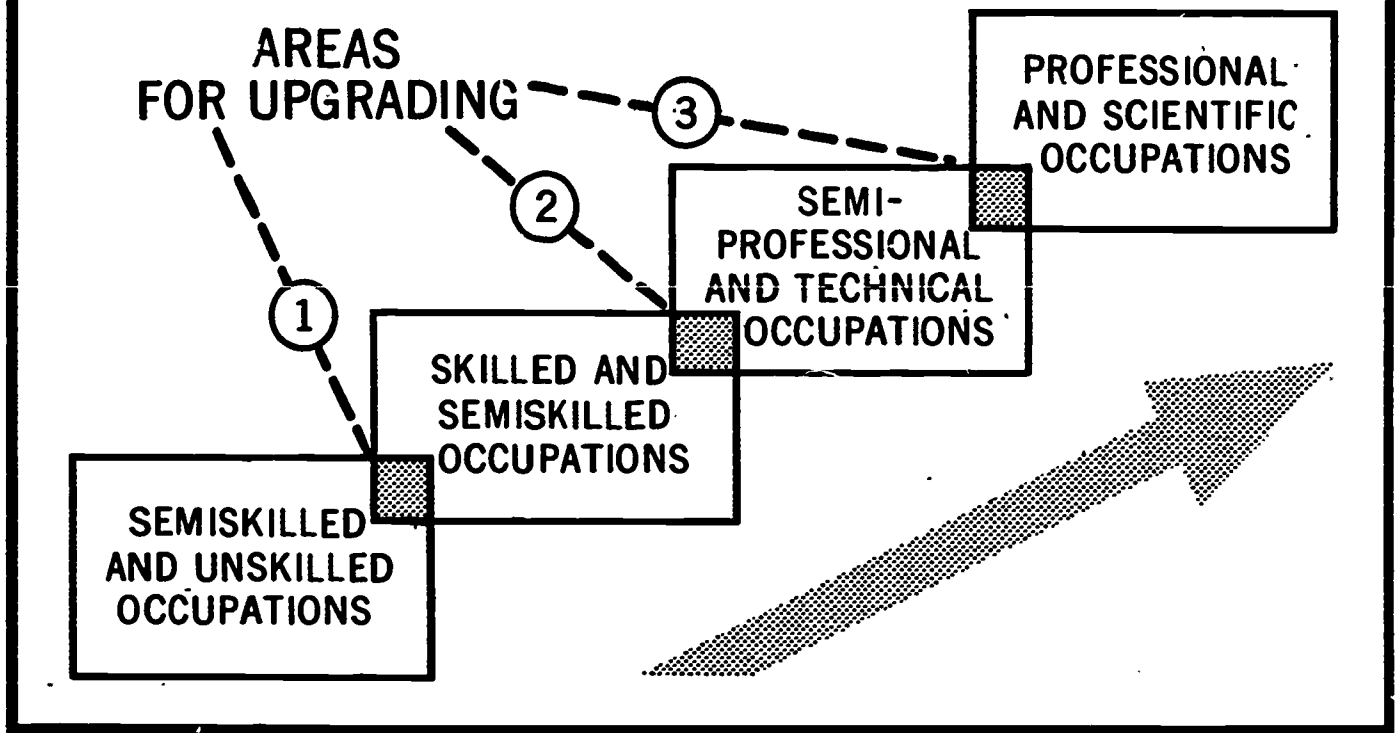 AREAS
FOR UPGRADING
3
PROFESSIONAL
AND SCIENTIFIC
OCCUPATIONS
2
SEMI-
PROFESSIONAL
AND TECHNICAL
OCCUPATIONS
1
SKILLED AND
SEMISKILLED
OCCUPATIONS
SEMISKILLED
AND UNSKILLED
OCCUPATIONS